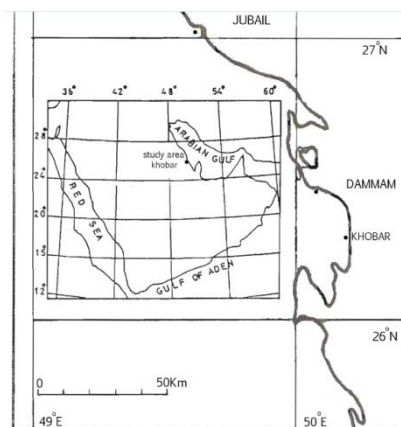 JUBAIL
27°N
36° 42° 48° 54° 60°
28°
ARABIAN GULF
study area
khobar
24°
RED SEA
20°
15°
12°
GULF OF ADEN
DAMMAM
KHOBAR
26°N
0 50Km
49°E
50°E